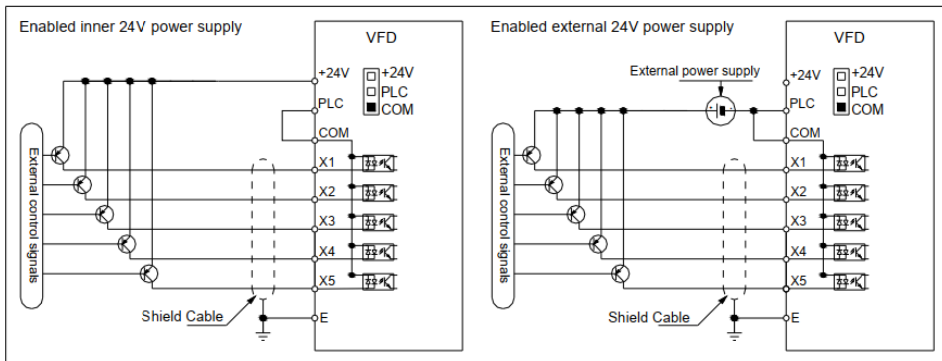 Enabled inner 24V power supply
VFD
+24V
+24V
PLC
COM
PLC
COM
X1
X2
X3
X4
X5
E
External control signals
Shield Cable
Enabled external 24V power supply
VFD
External power supply
+24V
+24V
PLC
COM
PLC
+
-
COM
X1
X2
X3
X4
X5
E
External control signals
Shield Cable